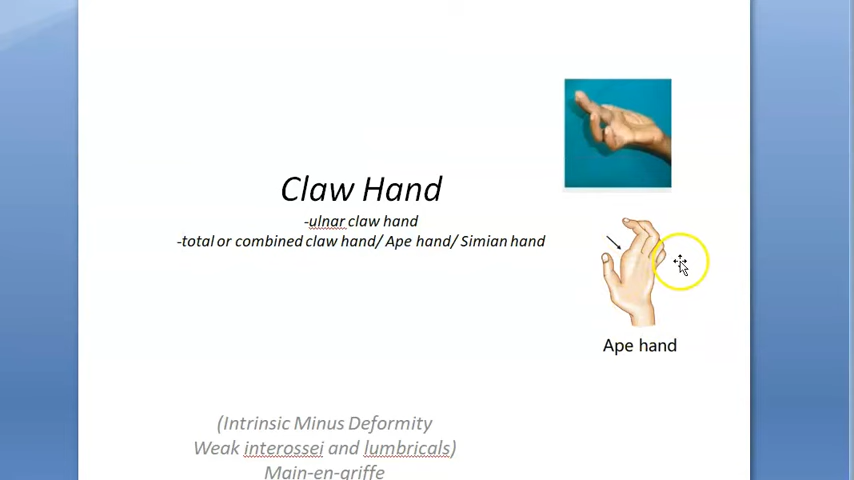 Claw Hand
-ulnar claw hand
-total or combined claw hand/ Ape hand/ Simian hand
Ape hand
(Intrinsic Minus Deformity
Weak interossei and lumbricals)
Main-en-griffe